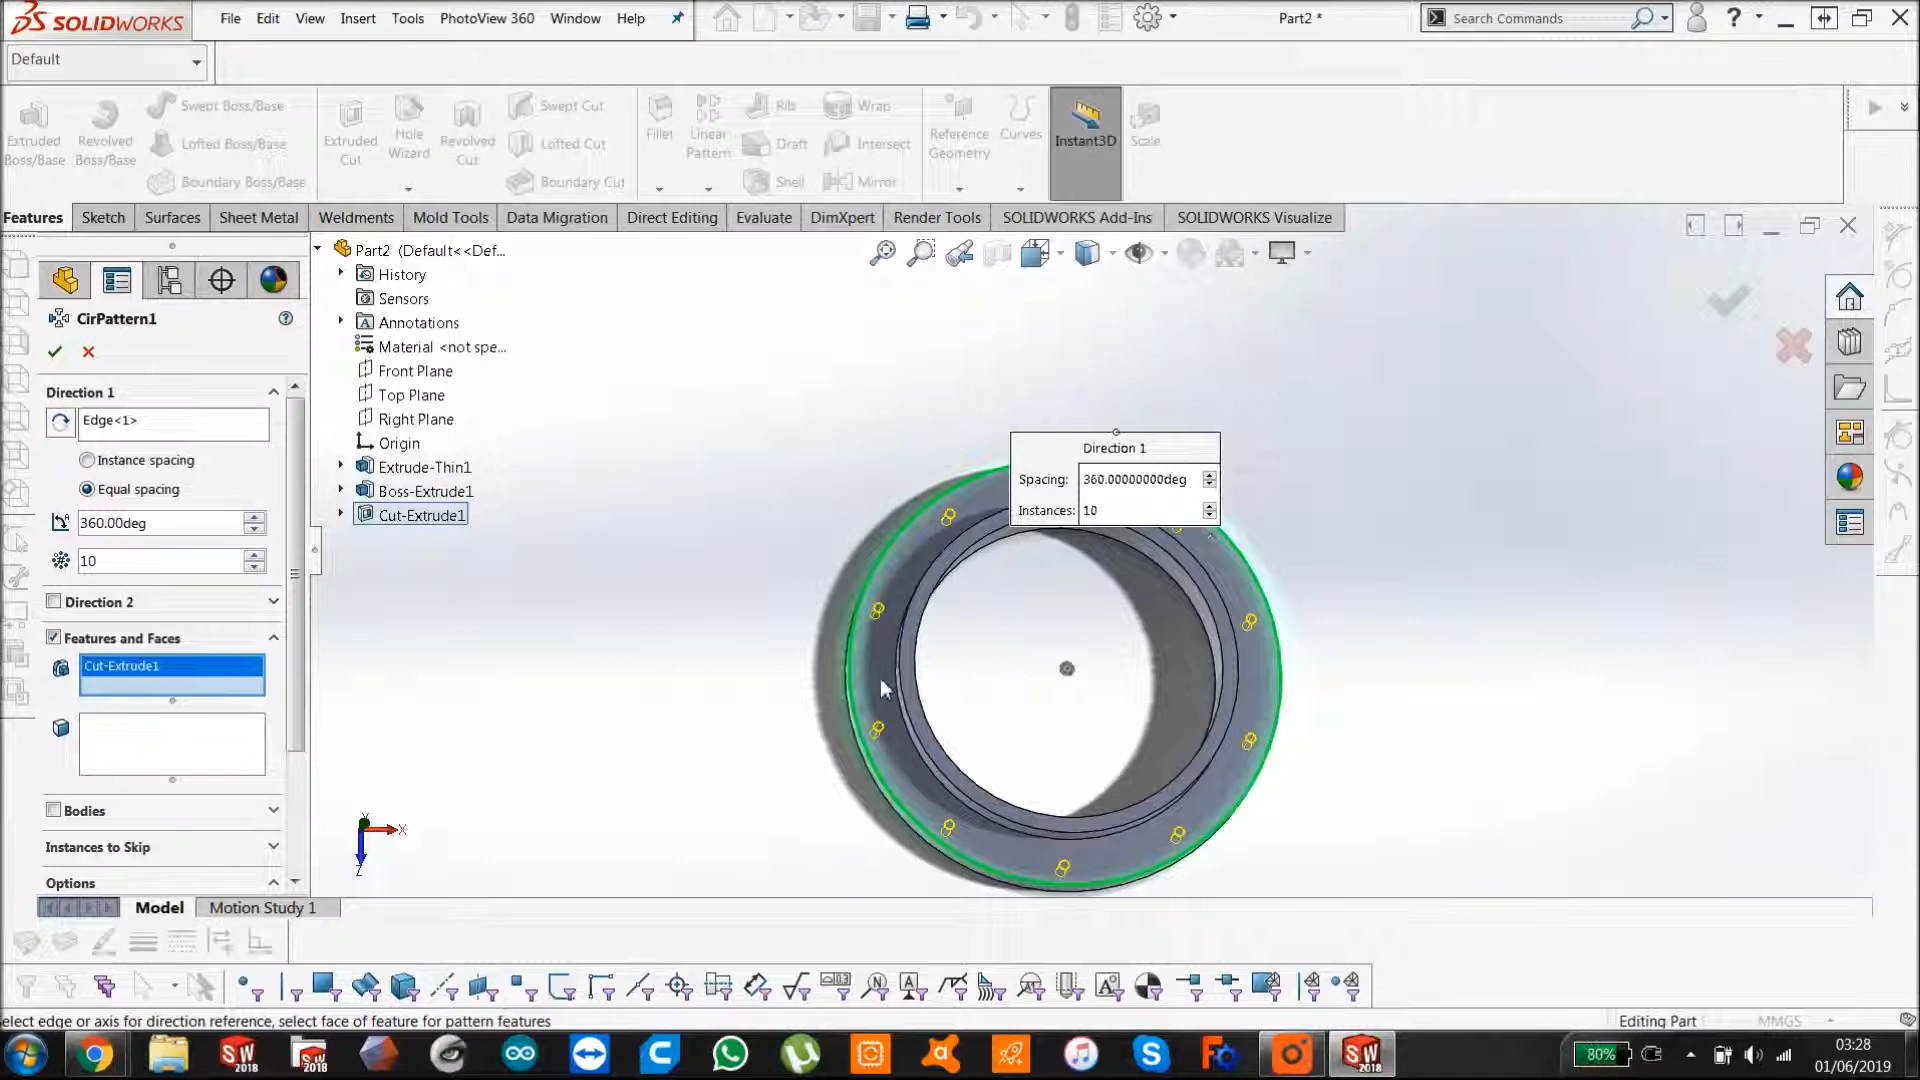 SOLIDWORKS
File Edit View Insert Tools PhotoView 360 Window Help
Part2 *
Search Commands
?
Default
Extruded Boss/Base
Revolved Boss/Base
Swept Boss/Base
Lofted Boss/Base
Boundary Boss/Base
Extruded Cut
Hole Wizard
Revolved Cut
Swept Cut
Lofted Cut
Boundary Cut
Fillet
Linear Pattern
Rib
Draft
Shell
Wrap
Intersect
Mirror
Reference Geometry
Curves
Instant3D
Scale
Features Sketch Surfaces Sheet Metal Weldments Mold Tools Data Migration Direct Editing Evaluate DimXpert Render Tools SOLIDWORKS Add-Ins SOLIDWORKS Visualize
CirPattern1
Direction 1
Edge<1>
Instance spacing
Equal spacing
360.00deg
10
Direction 2
Features and Faces
Cut-Extrude1
Bodies
Instances to Skip
Options
Part2 (Default<<Def...
History
Sensors
Annotations
Material <not spe...
Front Plane
Top Plane
Right Plane
Origin
Extrude-Thin1
Boss-Extrude1
Cut-Extrude1
Direction 1
Spacing: 360.00000000deg
Instances: 10
Y
X
Z
Model Motion Study 1
elect edge or axis for direction reference, select face of feature for pattern features
Editing Part MMGS
SW 2018
SW 2018
SW 2018
80%
03:28
01/06/2019